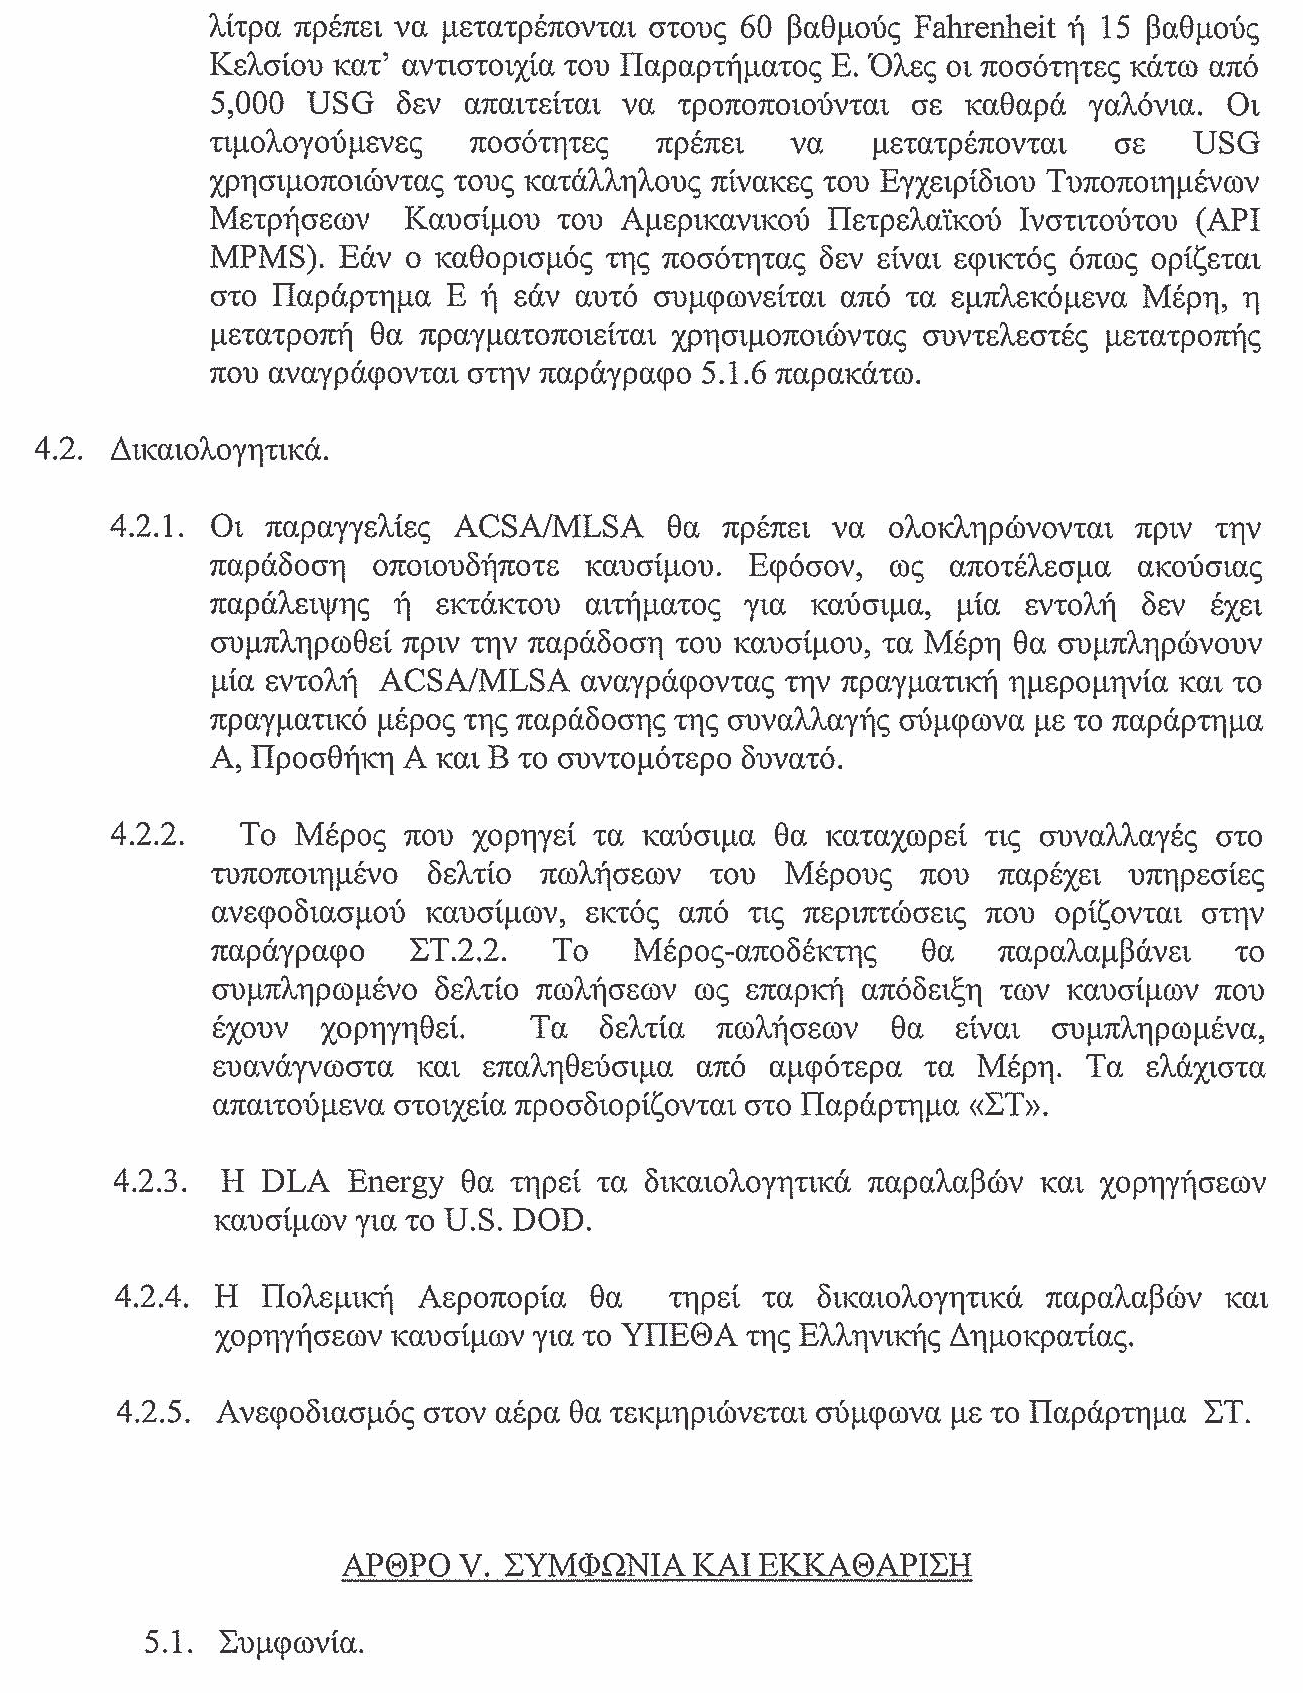 λίτρα πρέπει να μετατρέπονται στους 60 βαθμούς Fahrenheit ή 15 βαθμούς
Κελσίου κατ’ αντιστοιχία του Παραρτήματος Ε. Όλες οι ποσότητες κάτω από
5,000 USG δεν απαιτείται να τροποποιούνται σε καθαρά γαλόνια. Οι
τιμολογούμενες ποσότητες πρέπει να μετατρέπονται σε USG
χρησιμοποιώντας τους κατάλληλους πίνακες του Εγχειρίδιου Τυποποιημένων
Μετρήσεων Καυσίμου του Αμερικανικού Πετρελαϊκού Ινστιτούτου (API
MPMS). Εάν ο καθορισμός της ποσότητας δεν είναι εφικτός όπως ορίζεται
στο Παράρτημα Ε ή εάν αυτό συμφωνείται από τα εμπλεκόμενα Μέρη, η
μετατροπή θα πραγματοποιείται χρησιμοποιώντας συντελεστές μετατροπής
που αναγράφονται στην παράγραφο 5.1.6 παρακάτω.
4.2. Δικαιολογητικά.
4.2.1. Οι παραγγελίες ACSA/MLSA θα πρέπει να ολοκληρώνονται πριν την
παράδοση οποιουδήποτε καυσίμου. Εφόσον, ως αποτέλεσμα ακούσιας
παράλειψης ή εκτάκτου αιτήματος για καύσιμα, μία εντολή δεν έχει
συμπληρωθεί πριν την παράδοση του καυσίμου, τα Μέρη θα συμπληρώνουν
μία εντολή ACSA/MLSA αναγράφοντας την πραγματική ημερομηνία και το
πραγματικό μέρος της παράδοσης της συναλλαγής σύμφωνα με το παράρτημα
Α, Προσθήκη Α και Β το συντομότερο δυνατό.
4.2.2. Το Μέρος που χορηγεί τα καύσιμα θα καταχωρεί τις συναλλαγές στο
τυποποιημένο δελτίο πωλήσεων του Μέρους που παρέχει υπηρεσίες
ανεφοδιασμού καυσίμων, εκτός από τις περιπτώσεις που ορίζονται στην
παράγραφο ΣΤ.2.2. Το Μέρος-αποδέκτης θα παραλαμβάνει το
συμπληρωμένο δελτίο πωλήσεων ως επαρκή απόδειξη των καυσίμων που
έχουν χορηγηθεί. Τα δελτία πωλήσεων θα είναι συμπληρωμένα,
ευανάγνωστα και επαληθεύσιμα από αμφότερα τα Μέρη. Τα ελάχιστα
απαιτούμενα στοιχεία προσδιορίζονται στο Παράρτημα «ΣΤ».
4.2.3. Η DLA Energy θα τηρεί τα δικαιολογητικά παραλαβών και χορηγήσεων
καυσίμων για το U.S. DOD.
4.2.4. Η Πολεμική Αεροπορία θα τηρεί τα δικαιολογητικά παραλαβών και
χορηγήσεων καυσίμων για το ΥΠΕΘΑ της Ελληνικής Δημοκρατίας.
4.2.5. Ανεφοδιασμός στον αέρα θα τεκμηριώνεται σύμφωνα με το Παράρτημα ΣΤ.
ΑΡΘΡΟ V. ΣΥΜΦΩΝΙΑ ΚΑΙ ΕΚΚΑΘΑΡΙΣΗ
5.1. Συμφωνία.